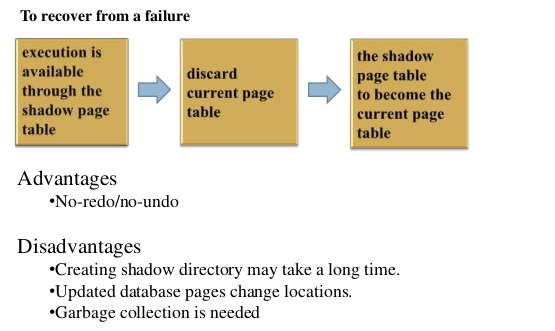 To recover from a failure
execution is
available
through the
shadow page
table
discard
current page
table
the shadow
page table
to become the
current page
table
Advantages
•No-redo/no-undo
Disadvantages
•Creating shadow directory may take a long time.
•Updated database pages change locations.
•Garbage collection is needed